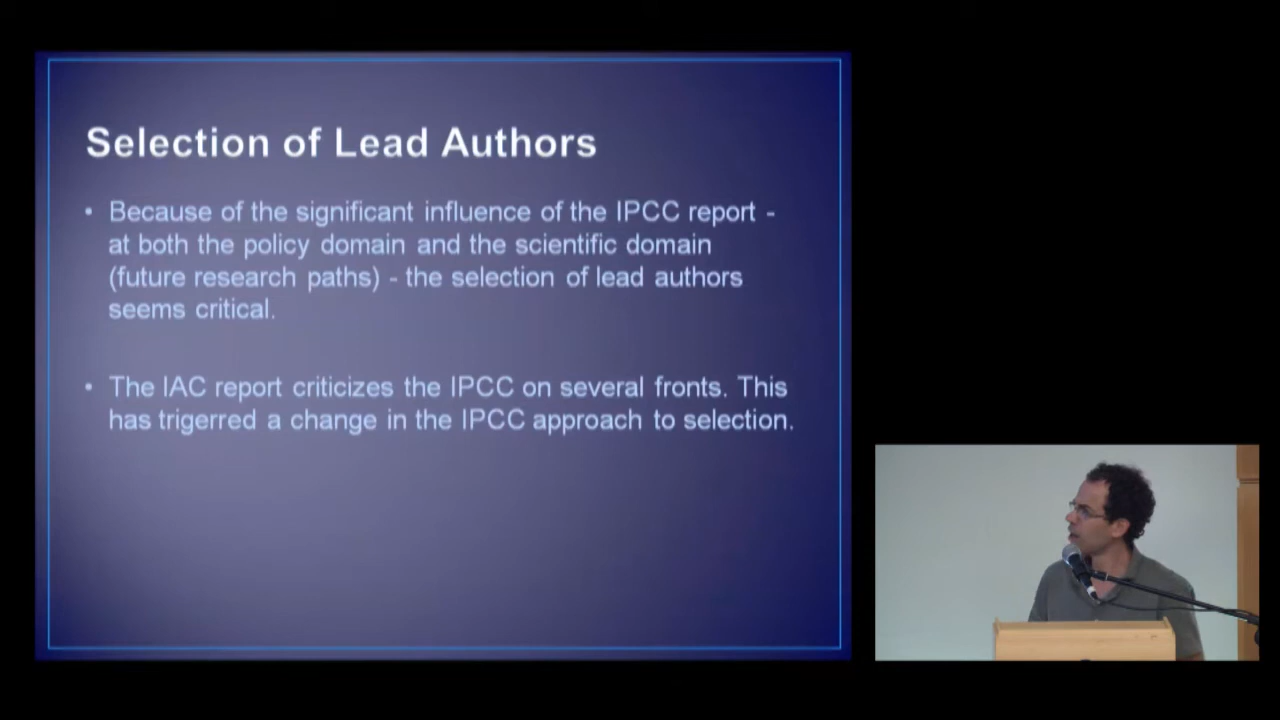 Selection of Lead Authors
• Because of the significant influence of the IPCC report -
at both the policy domain and the scientific domain
(future research paths) - the selection of lead authors
seems critical.
• The IAC report criticizes the IPCC on several fronts. This
has trigerred a change in the IPCC approach to selection.